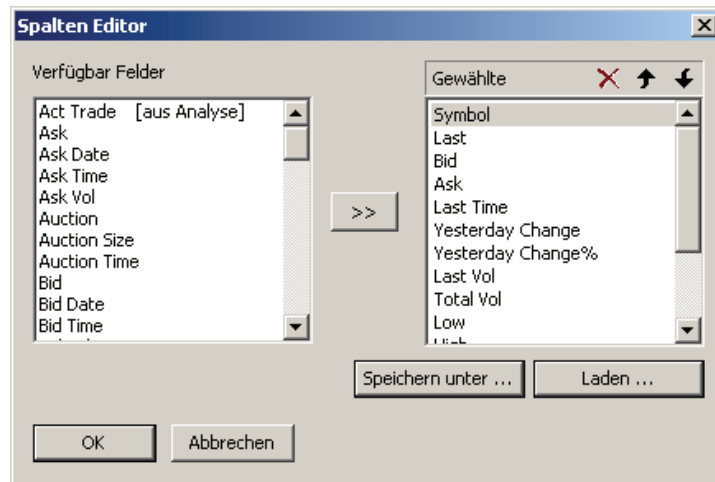 Spalten Editor
Verfügbar Felder
Act Trade [aus Analyse]
Ask
Ask Date
Ask Time
Ask Vol
Auction
Auction Size
Auction Time
Bid
Bid Date
Bid Time
>>
Gewählte
Symbol
Last
Bid
Ask
Last Time
Yesterday Change
Yesterday Change%
Last Vol
Total Vol
Low
Speichern unter ...
Laden ...
OK
Abbrechen